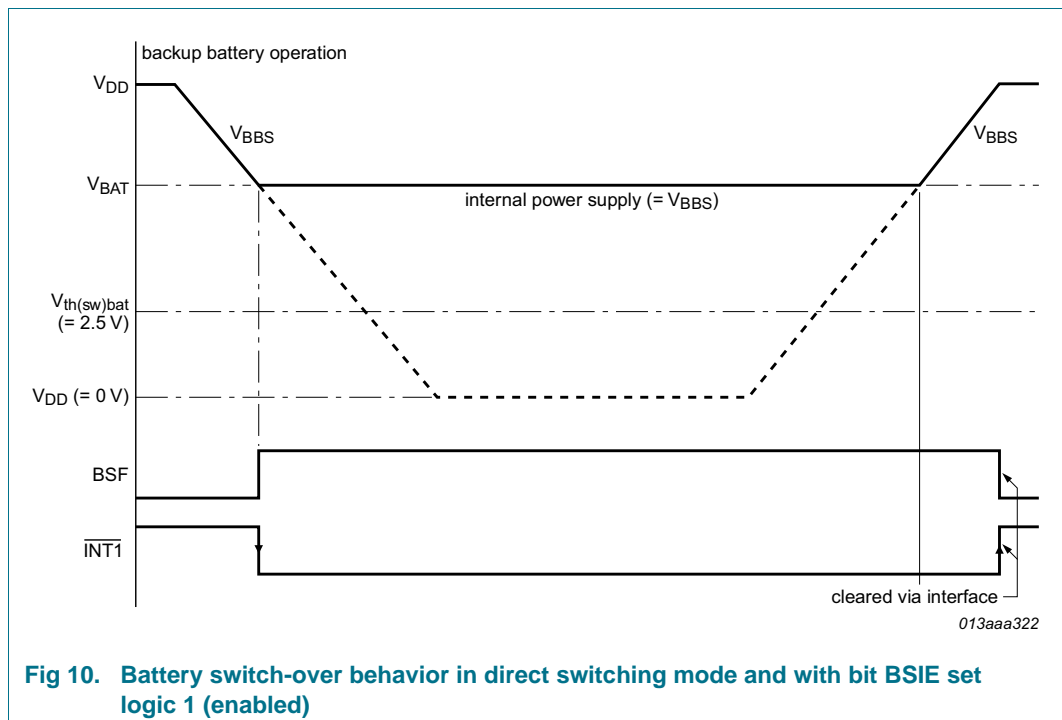 backup battery operation
VDD
VBBS
VBBS
VBAT
internal power supply (= VBBS)
Vth(sw)bat
(= 2.5 V)
VDD (= 0 V)
BSF
INT1
cleared via interface
013aaa322
Fig 10. Battery switch-over behavior in direct switching mode and with bit BSIE set
logic 1 (enabled)